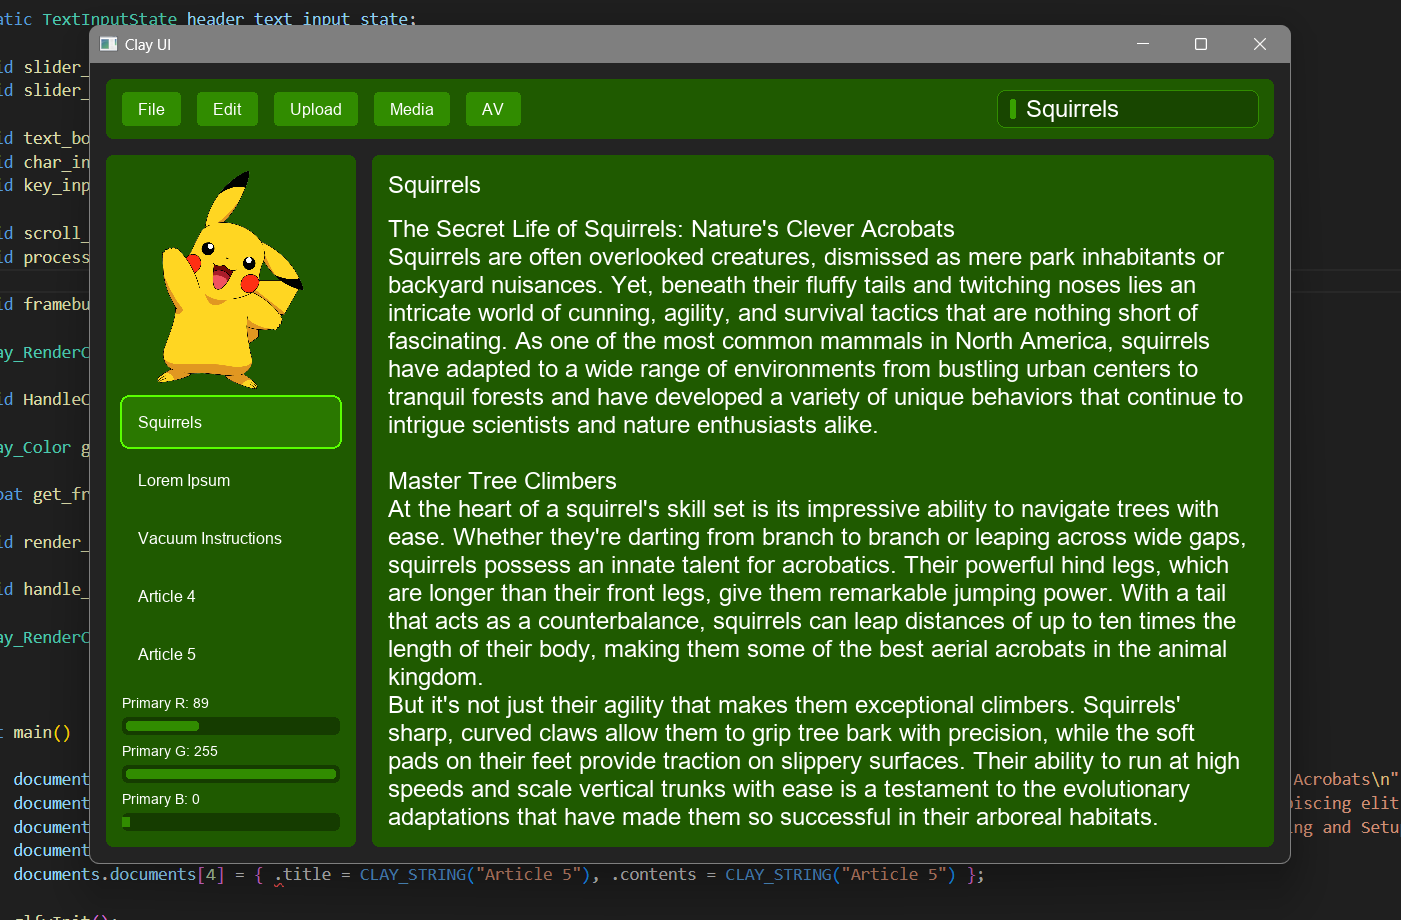 atic TextInputState header_text_input_state;
Clay UI
id slider_
id slider_
id text_bo
id char_in
id key_inp
id scroll_
id process
id framebu
ay_RenderC
id HandleC
ay_Color g
oat get_fr
id render_
id handle_
ay_RenderC
File Edit Upload Media AV
Squirrels
Squirrels
Lorem Ipsum
Vacuum Instructions
Article 4
Article 5
Primary R: 89
Primary G: 255
Primary B: 0
Squirrels
The Secret Life of Squirrels: Nature's Clever Acrobats
Squirrels are often overlooked creatures, dismissed as mere park inhabitants or
backyard nuisances. Yet, beneath their fluffy tails and twitching noses lies an
intricate world of cunning, agility, and survival tactics that are nothing short of
fascinating. As one of the most common mammals in North America, squirrels
have adapted to a wide range of environments from bustling urban centers to
tranquil forests and have developed a variety of unique behaviors that continue to
intrigue scientists and nature enthusiasts alike.
Master Tree Climbers
At the heart of a squirrel's skill set is its impressive ability to navigate trees with
ease. Whether they're darting from branch to branch or leaping across wide gaps,
squirrels possess an innate talent for acrobatics. Their powerful hind legs, which
are longer than their front legs, give them remarkable jumping power. With a tail
that acts as a counterbalance, squirrels can leap distances of up to ten times the
length of their body, making them some of the best aerial acrobats in the animal
kingdom.
But it's not just their agility that makes them exceptional climbers. Squirrels'
sharp, curved claws allow them to grip tree bark with precision, while the soft
pads on their feet provide traction on slippery surfaces. Their ability to run at high
speeds and scale vertical trunks with ease is a testament to the evolutionary
adaptations that have made them so successful in their arboreal habitats.
t main()
document Acrobats\n"
document piscing elit
document ng and Setu
document
documents.documents[4] = { .title = CLAY_STRING("Article 5"), .contents = CLAY_STRING("Article 5") };